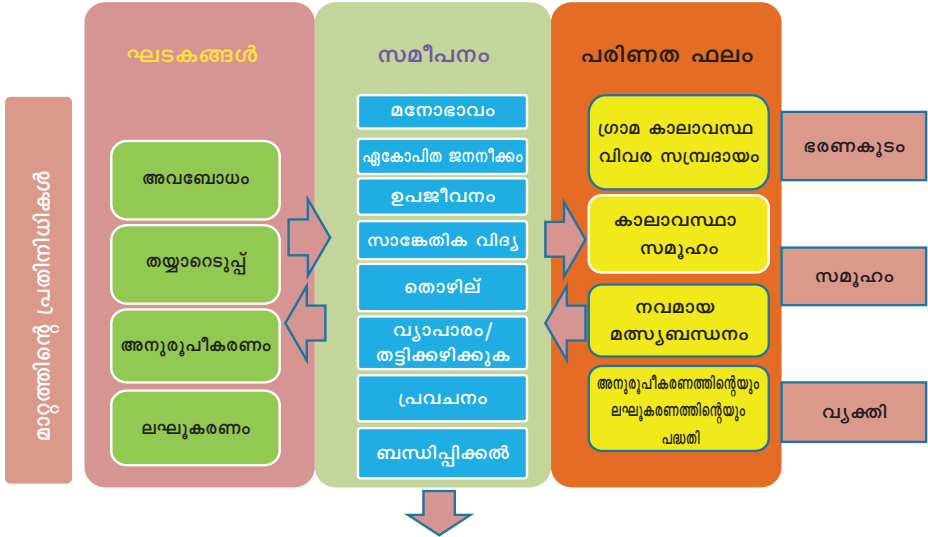 മാറ്റത്തിന്റെ പ്രതിനിധികൾ
ഘടകങ്ങൾ
അവബോധം
തയ്യാറെടുപ്പ്
അനുരൂപീകരണം
ലഘൂകരണം
സമീപനം
മനോഭാവം
ഏകോപിത ജനനീക്കം
ഉപജീവനം
സാങ്കേതിക വിദ്യ
തൊഴില്
വ്യാപാരം/
തട്ടിക്കഴിക്കുക
പ്രവചനം
ബന്ധിപ്പിക്കൽ
പരിണത ഫലം
ഗ്രാമ കാലാവസ്ഥ
വിവര സമ്പ്രദായം
കാലാവസ്ഥാ
സമൂഹം
നവമായ
മത്സ്യബന്ധനം
അനുരൂപീകരണത്തിന്റെയും
ലഘൂകരണത്തിന്റെയും
പദ്ധതി
ഭരണകൂടം
സമൂഹം
വ്യക്തി